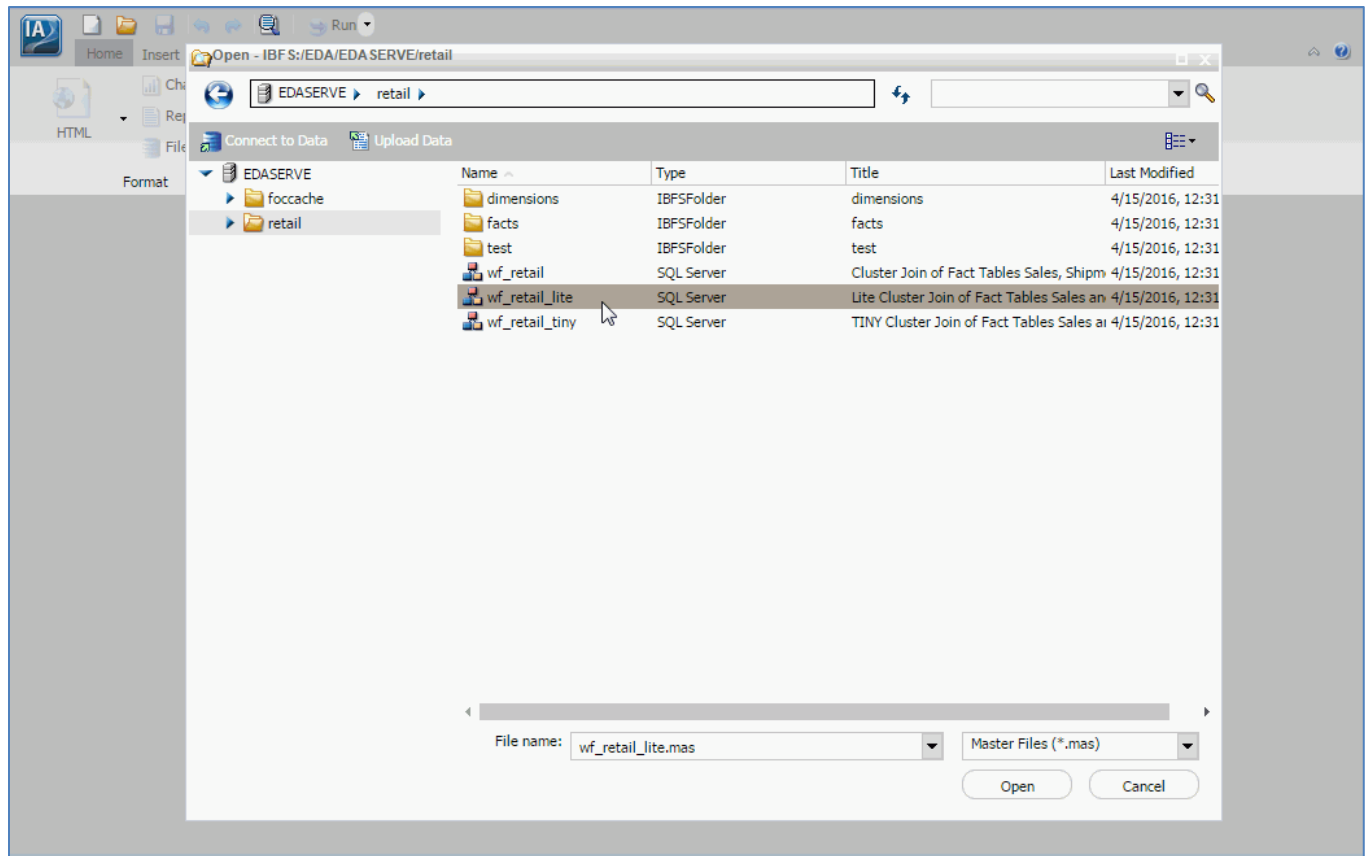 IA
Run
Home Insert
Open - IBFS:/EDA/EDASERVE/retail
EDASERVE retail
HTML
Cha
Rep
File
Format
Connect to Data Upload Data
EDASERVE
foccache
retail
Name Type Title Last Modified
dimensions IBFSFolder dimensions 4/15/2016, 12:31
facts IBFSFolder facts 4/15/2016, 12:31
test IBFSFolder test 4/15/2016, 12:31
wf_retail SQL Server Cluster Join of Fact Tables Sales, Shipm 4/15/2016, 12:31
wf_retail_lite SQL Server Lite Cluster Join of Fact Tables Sales an 4/15/2016, 12:31
wf_retail_tiny SQL Server TINY Cluster Join of Fact Tables Sales a 4/15/2016, 12:31
File name: wf_retail_lite.mas Master Files (*.mas)
Open Cancel